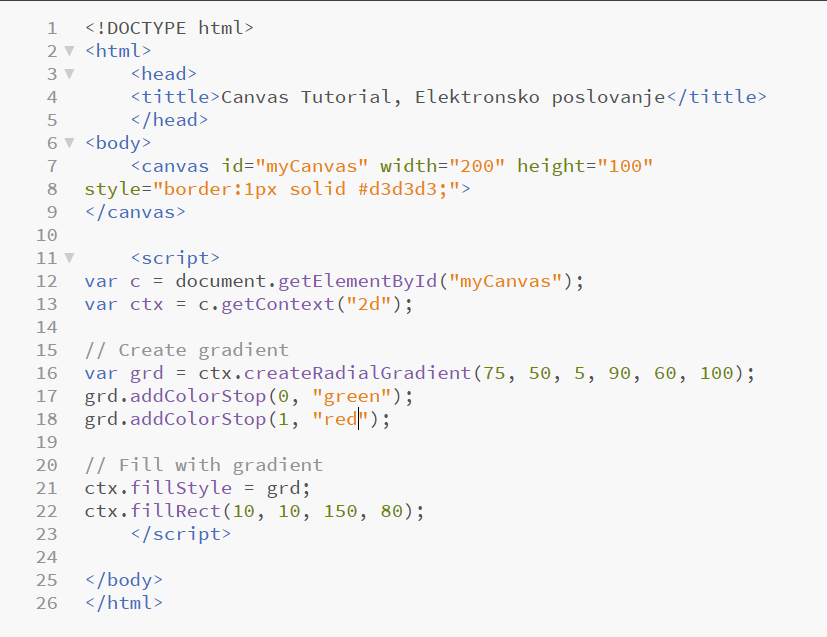 1 <!DOCTYPE html>
2 <html>
3 <head>
4 <tittle>Canvas Tutorial, Elektronsko poslovanje</tittle>
5 </head>
6 <body>
7 <canvas id="myCanvas" width="200" height="100"
8 style="border:1px solid #d3d3d3;">
9 </canvas>
10
11 <script>
12 var c = document.getElementById("myCanvas");
13 var ctx = c.getContext("2d");
14
15 // Create gradient
16 var grd = ctx.createRadialGradient(75, 50, 5, 90, 60, 100);
17 grd.addColorStop(0, "green");
18 grd.addColorStop(1, "red");
19
20 // Fill with gradient
21 ctx.fillStyle = grd;
22 ctx.fillRect(10, 10, 150, 80);
23 </script>
24
25 </body>
26 </html>